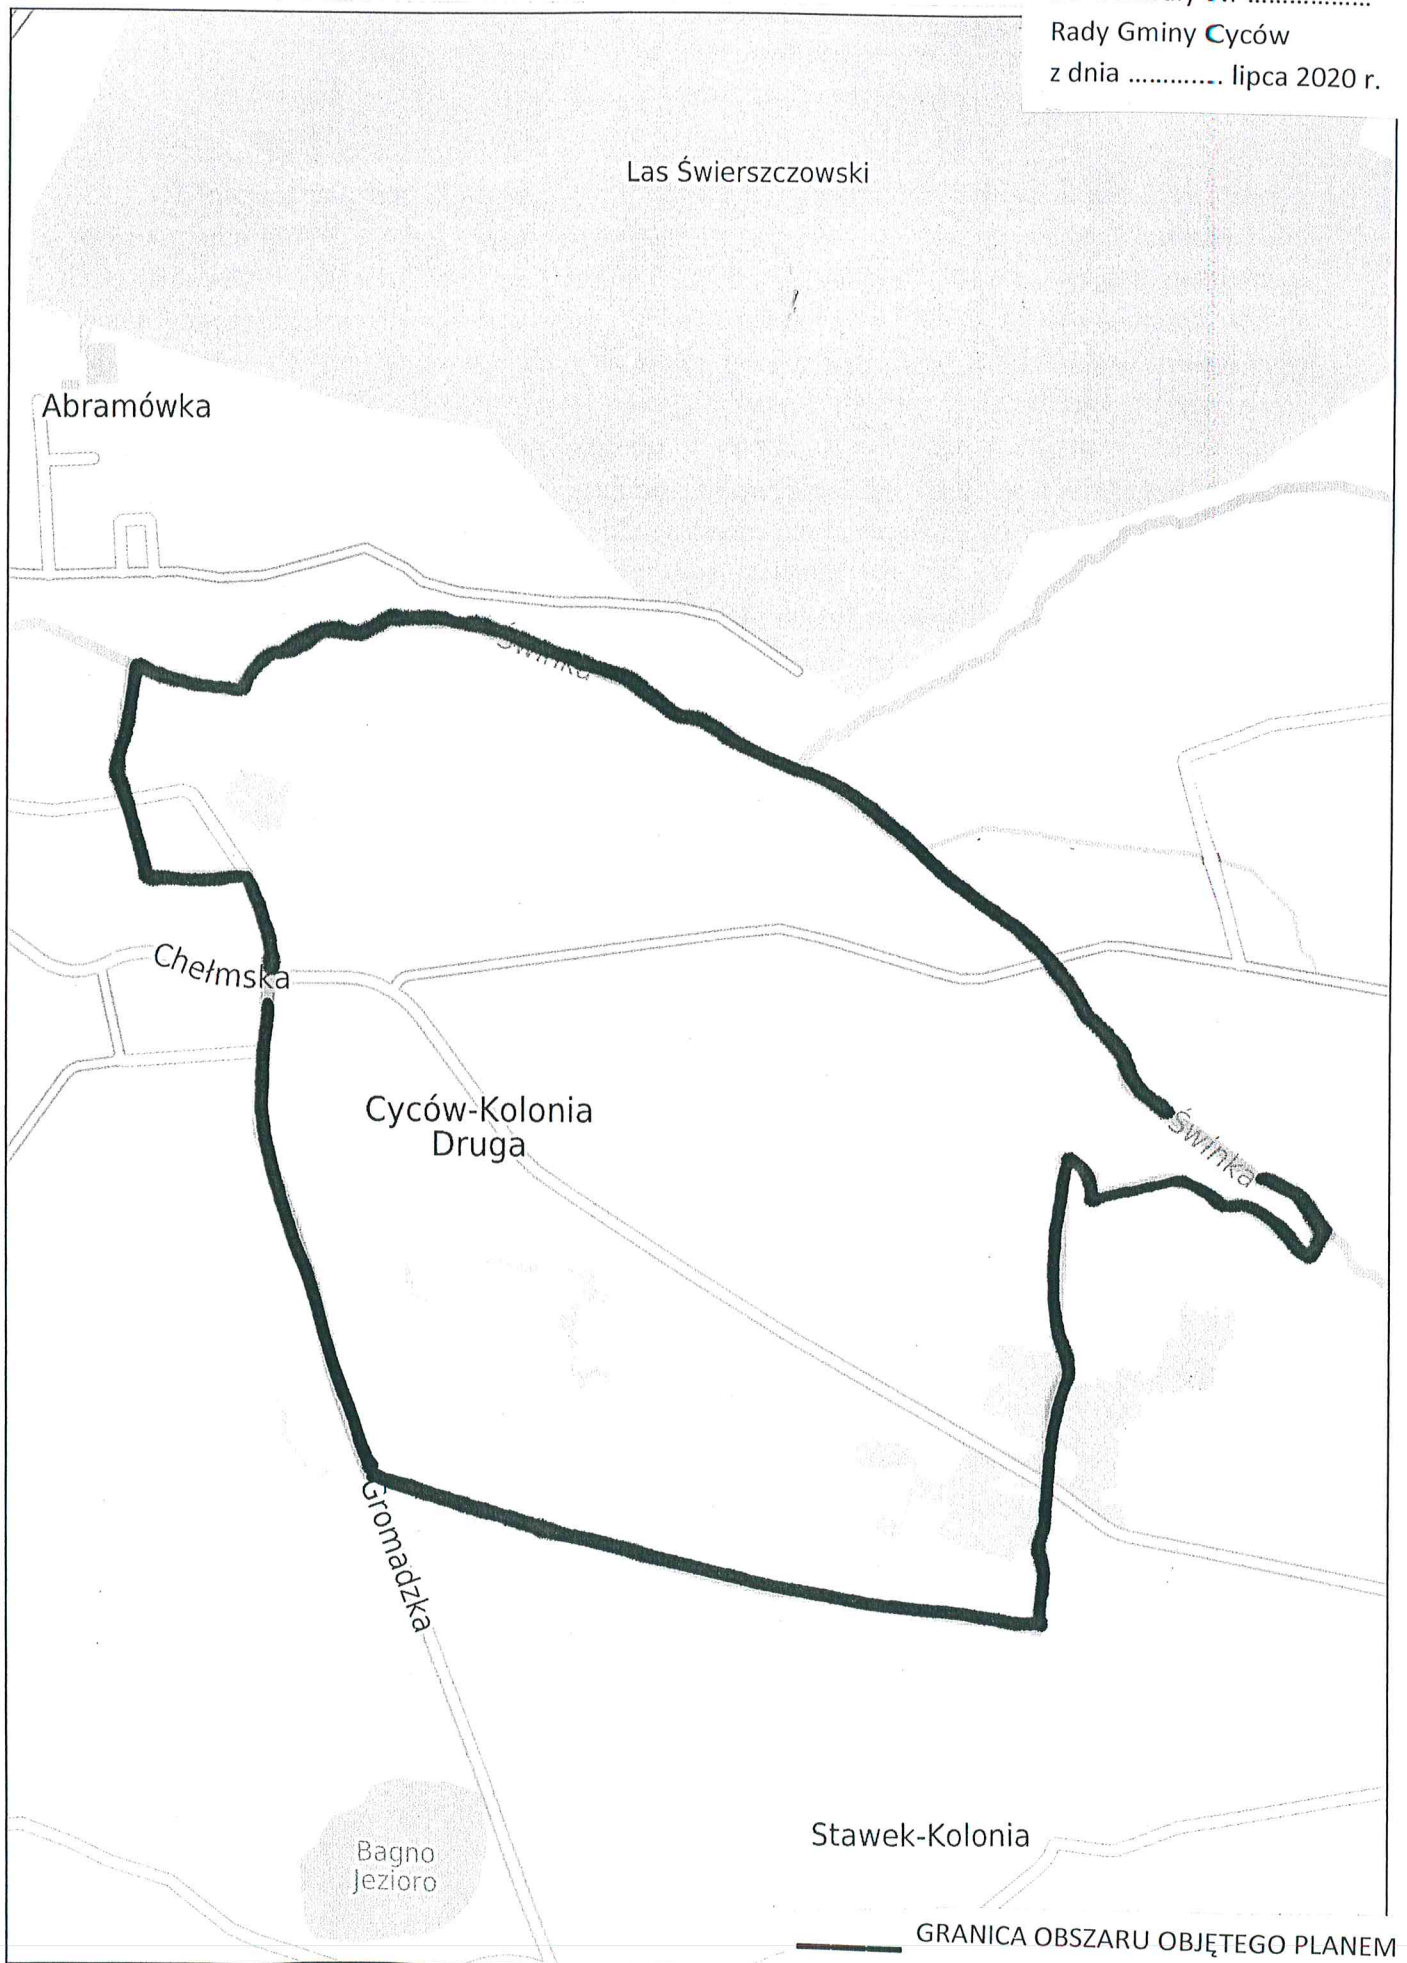 Rady Gminy Cyców
z dnia ............. lipca 2020 r.
Las Świerszczowski
Abramówka
Świnka
Chełmska
Cyców-Kolonia
Druga
Świnka
Gromadzka
Stawek-Kolonia
Bagno
Jezioro
GRANICA OBSZARU OBJĘTEGO PLANEM